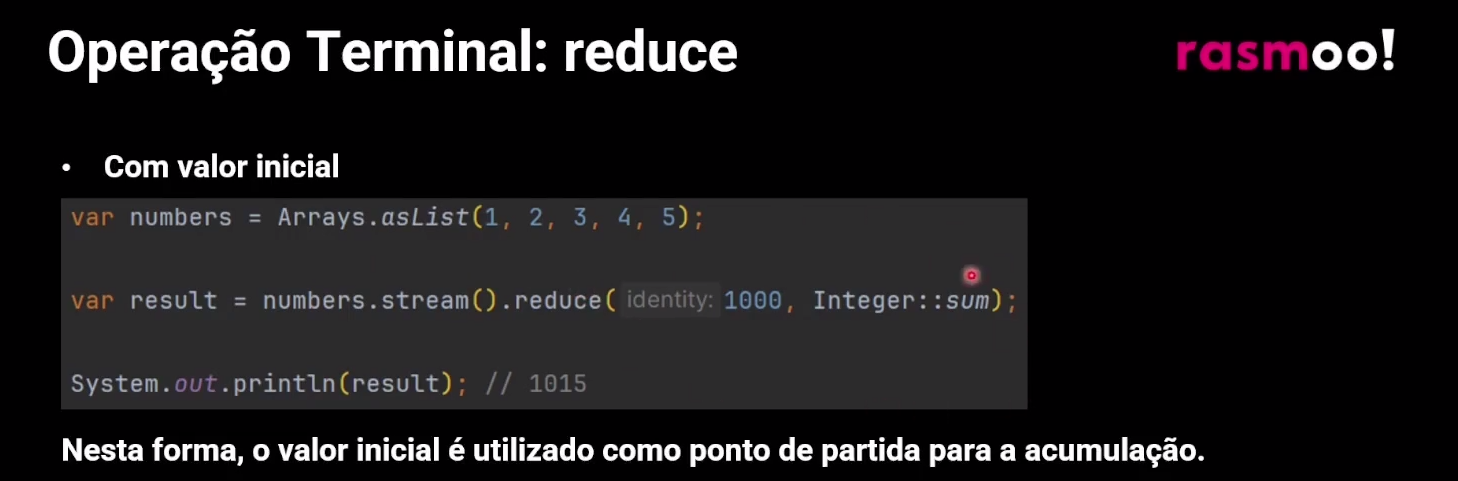 Operação Terminal: reduce
rasmoo!
• Com valor inicial
var numbers = Arrays.asList(1, 2, 3, 4, 5);
var result = numbers.stream().reduce( identity: 1000, Integer::sum);
System.out.println(result); // 1015
Nesta forma, o valor inicial é utilizado como ponto de partida para a acumulação.